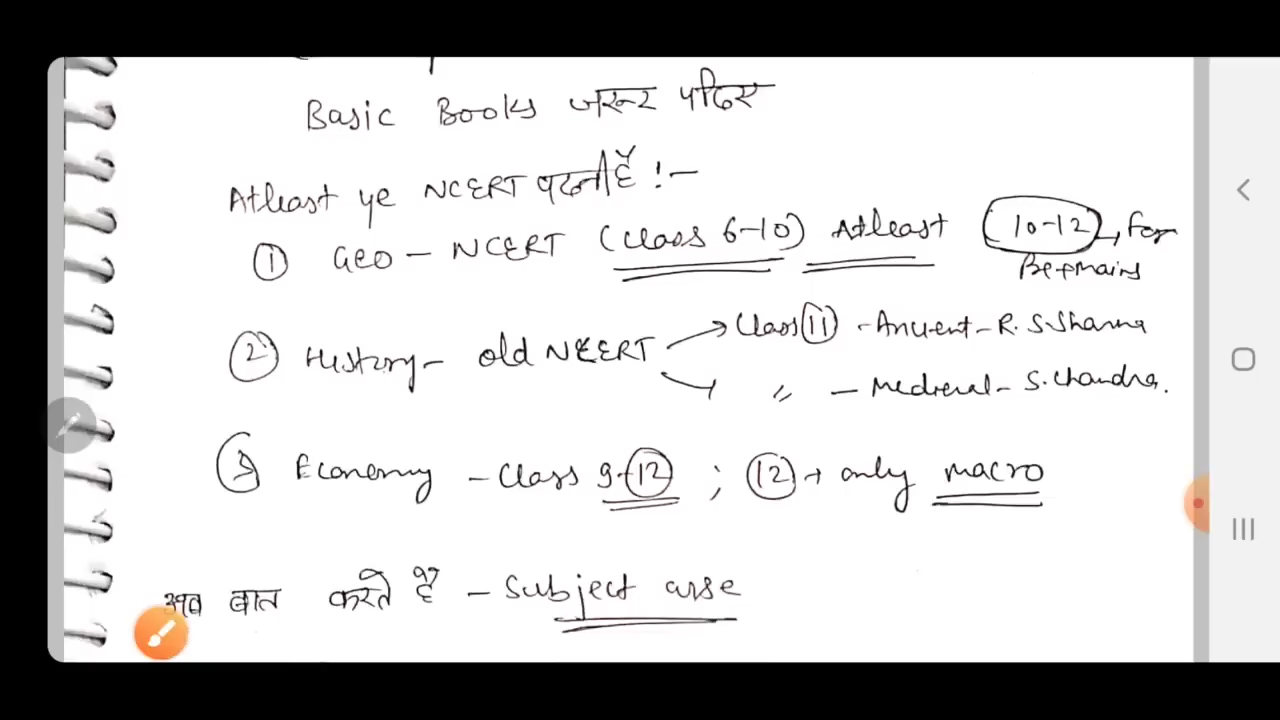 Basic Books जरूर पढिए
Atleast ye NCERT पढनी हैं !-
① Geo - NCERT (Class 6-10) Atleast 10-12, for
Pre+mains
② History- old NCERT → Class 11 - Ancient - R. S. Sharma
→ 〃 - Medieval - S. Chandra.
③ Economy - Class 9-12 ; 12 → only macro
अब बात करते हैं - Subject wise